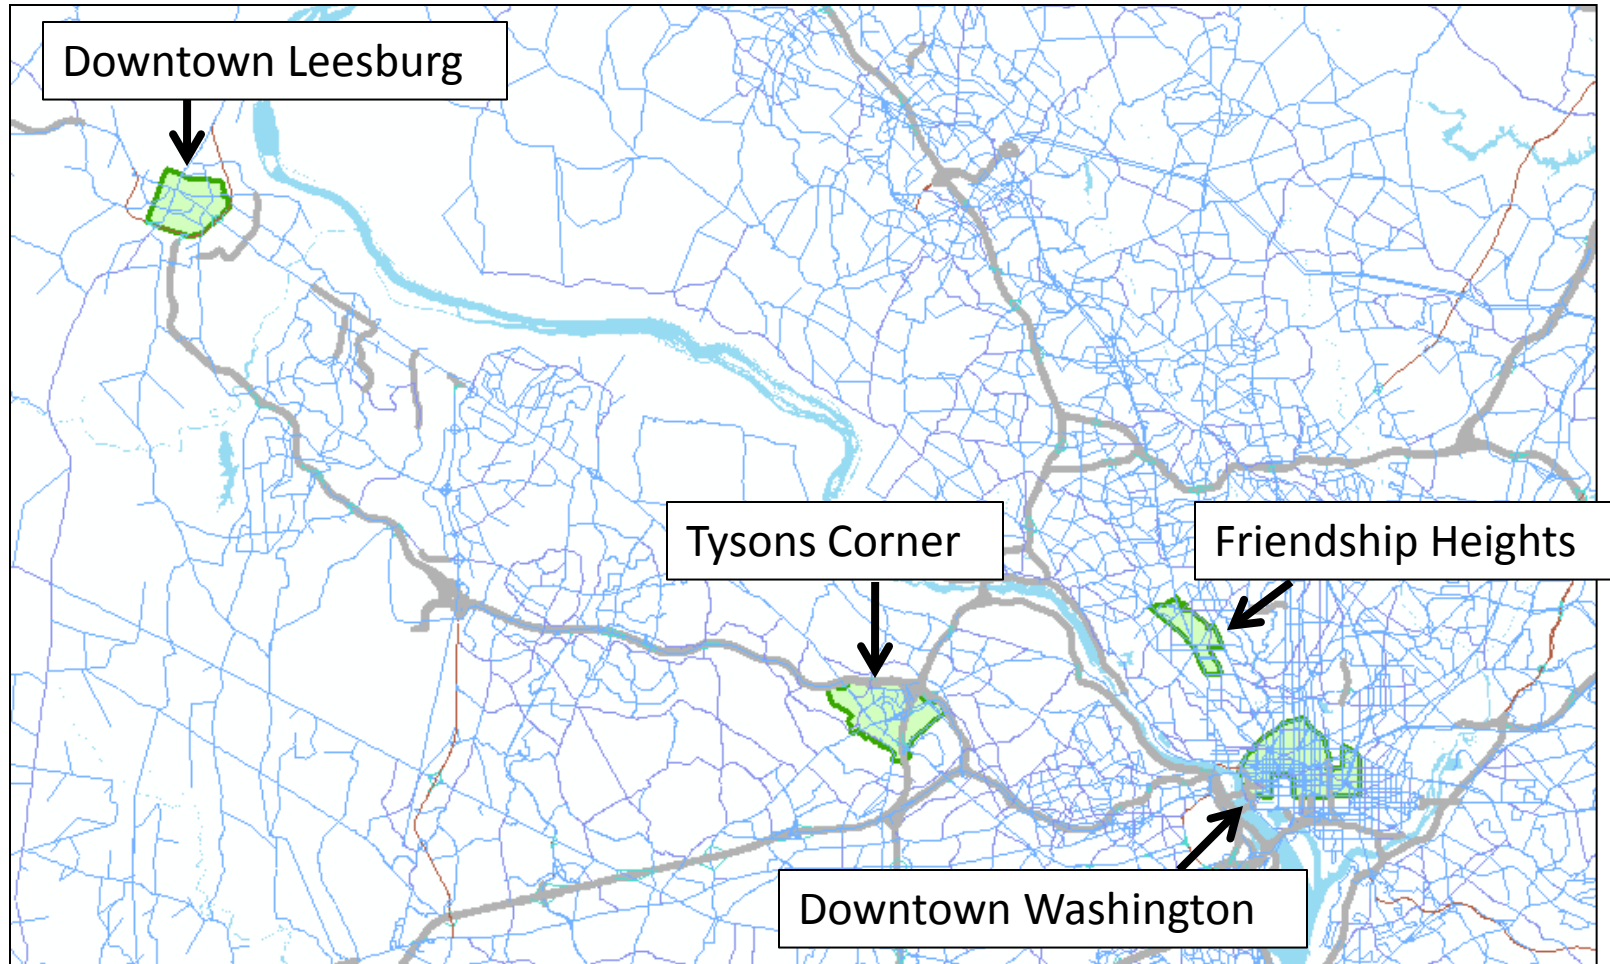 Downtown Leesburg
Tysons Corner
Friendship Heights
Downtown Washington